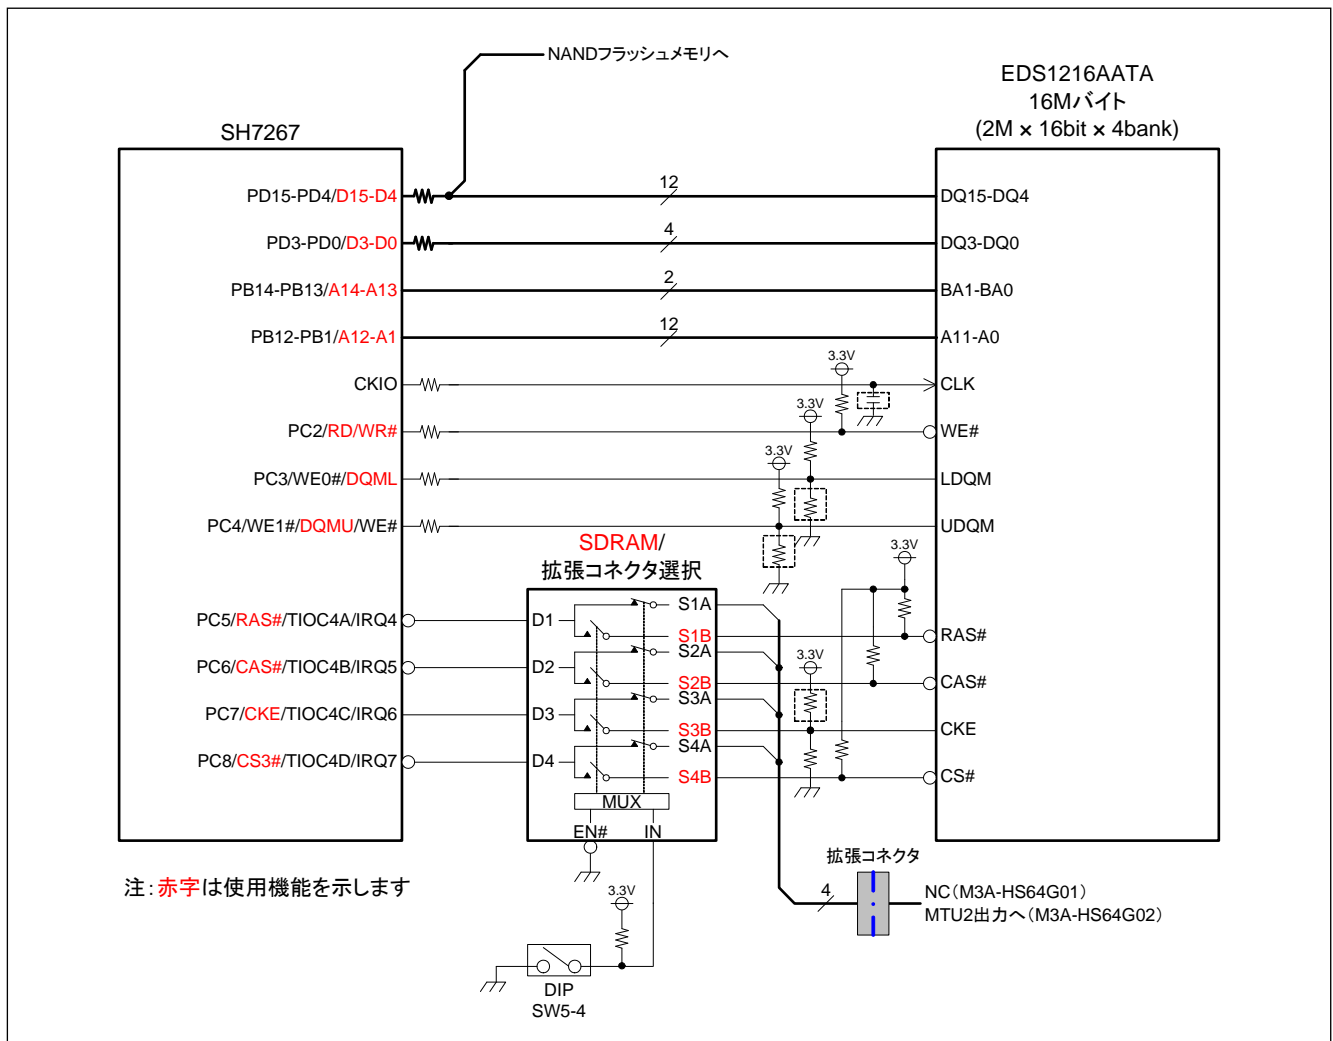 NANDフラッシュメモリへ
EDS1216AATA
16Mバイト
(2M × 16bit × 4bank)
SH7267
PD15-PD4/D15-D4
12
DQ15-DQ4
PD3-PD0/D3-D0
4
DQ3-DQ0
PB14-PB13/A14-A13
2
BA1-BA0
PB12-PB1/A12-A1
12
A11-A0
3.3V
CKIO
CLK
3.3V
PC2/RD/WR#
WE#
3.3V
PC3/WE0#/DQML
LDQM
PC4/WE1#/DQMU/WE#
UDQM
SDRAM/
拡張コネクタ選択
3.3V
PC5/RAS#/TIOC4A/IRQ4
D1
S1A
S1B
RAS#
PC6/CAS#/TIOC4B/IRQ5
D2
S2A
S2B
3.3V
CAS#
PC7/CKE/TIOC4C/IRQ6
D3
S3A
S3B
CKE
PC8/CS3#/TIOC4D/IRQ7
D4
S4A
S4B
CS#
MUX
EN#
IN
拡張コネクタ
注：赤字は使用機能を示します
3.3V
4
NC（M3A-HS64G01）
MTU2出力へ（M3A-HS64G02）
DIP
SW5-4